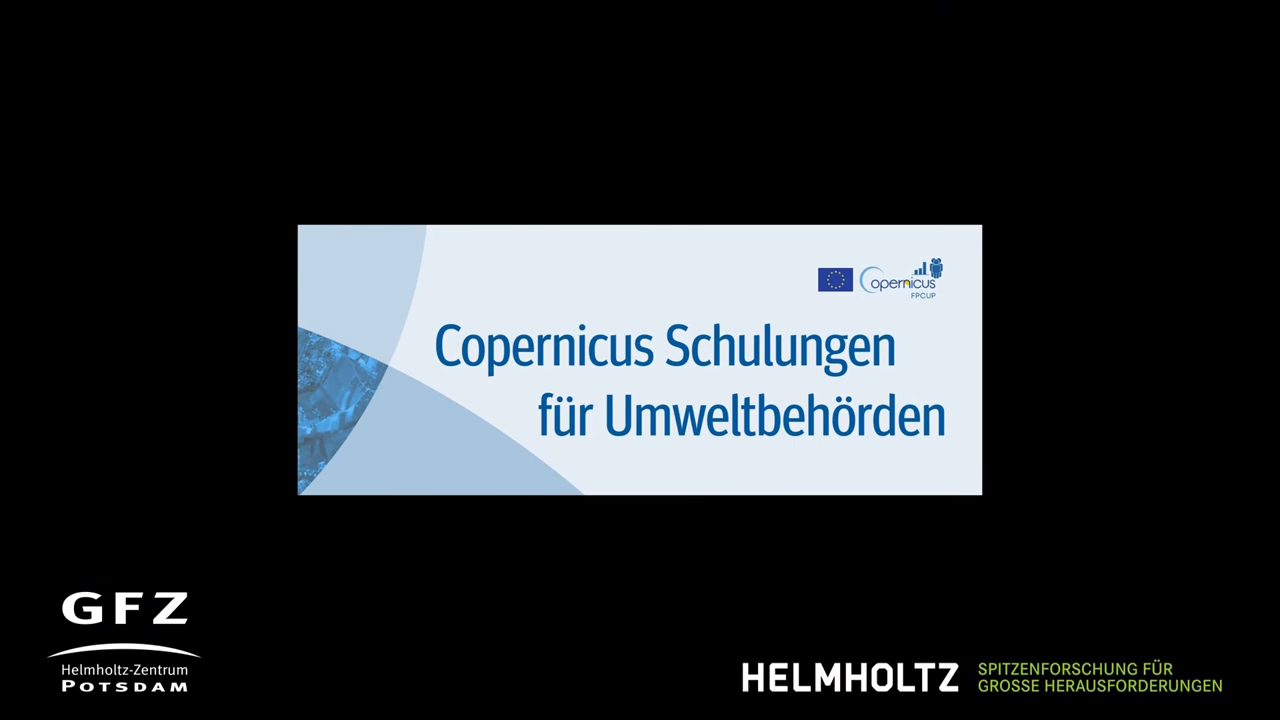 Copernicus
FPCUP
Copernicus Schulungen
für Umweltbehörden
GFZ
Helmholtz-Zentrum
POTSDAM
HELMHOLTZ
SPITZENFORSCHUNG FÜR
GROSSE HERAUSFORDERUNGEN